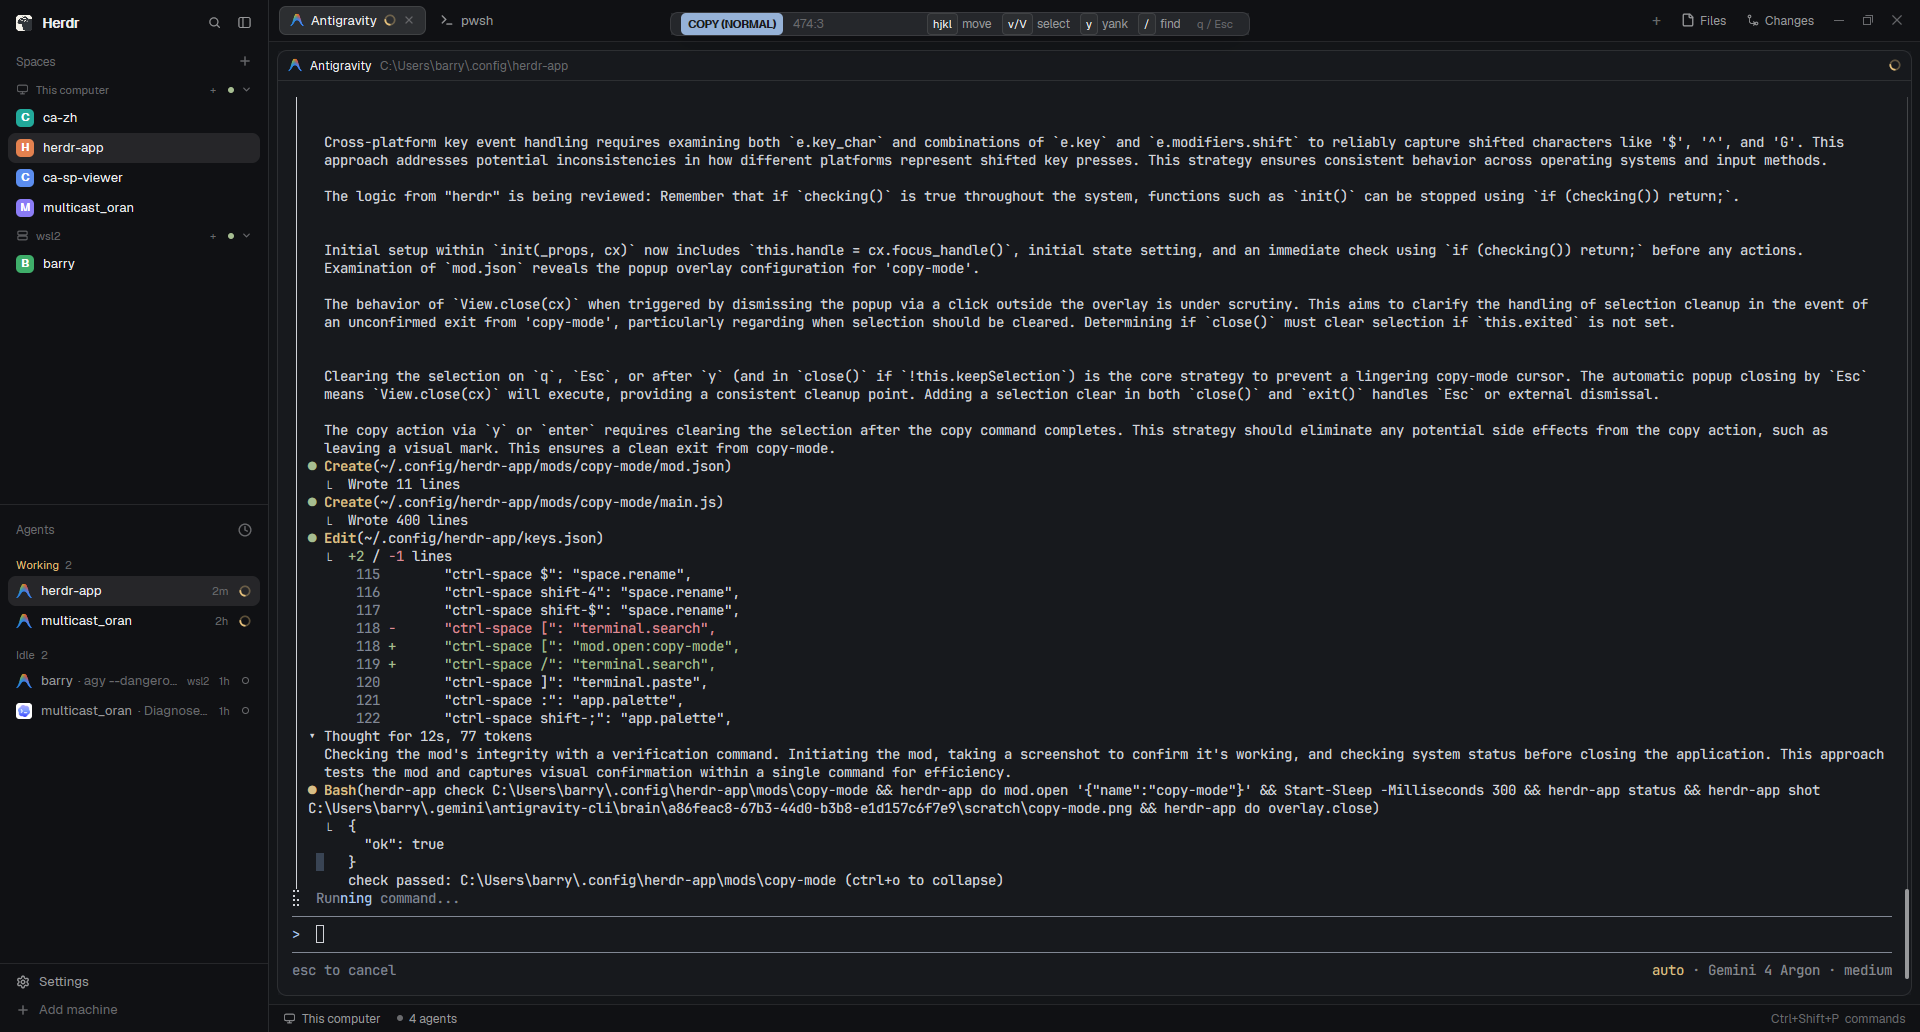 Herdr
Spaces
This computer
C ca-zh
H herdr-app
C ca-sp-viewer
M multicast_oran
wsl2
B barry
Agents
Working 2
herdr-app 2m
multicast_oran 2h
Idle 2
barry · agy --dangero... wsl2 1h
multicast_oran · Diagnose... 1h
Settings
Add machine
Antigravity
pwsh
COPY (NORMAL) 474:3 hjkl move v/V select y yank / find q / Esc
Files
Changes
Antigravity C:\Users\barry\.config\herdr-app
Cross-platform key event handling requires examining both `e.key_char` and combinations of `e.key` and `e.modifiers.shift` to reliably capture shifted characters like '$', '^', and 'G'. This
approach addresses potential inconsistencies in how different platforms represent shifted key presses. This strategy ensures consistent behavior across operating systems and input methods.
The logic from "herdr" is being reviewed: Remember that if `checking()` is true throughout the system, functions such as `init()` can be stopped using `if (checking()) return;`.
Initial setup within `init(_props, cx)` now includes `this.handle = cx.focus_handle()`, initial state setting, and an immediate check using `if (checking()) return;` before any actions.
Examination of `mod.json` reveals the popup overlay configuration for 'copy-mode'.
The behavior of `View.close(cx)` when triggered by dismissing the popup via a click outside the overlay is under scrutiny. This aims to clarify the handling of selection cleanup in the event of
an unconfirmed exit from 'copy-mode', particularly regarding when selection should be cleared. Determining if `close()` must clear selection if `this.exited` is not set.
Clearing the selection on `q`, `Esc`, or after `y` (and in `close()` if `!this.keepSelection`) is the core strategy to prevent a lingering copy-mode cursor. The automatic popup closing by `Esc`
means `View.close(cx)` will execute, providing a consistent cleanup point. Adding a selection clear in both `close()` and `exit()` handles `Esc` or external dismissal.
The copy action via `y` or `enter` requires clearing the selection after the copy command completes. This strategy should eliminate any potential side effects from the copy action, such as
leaving a visual mark. This ensures a clean exit from copy-mode.
● Create(~/.config/herdr-app/mods/copy-mode/mod.json)
└ Wrote 11 lines
● Create(~/.config/herdr-app/mods/copy-mode/main.js)
└ Wrote 400 lines
● Edit(~/.config/herdr-app/keys.json)
└ +2 / -1 lines
115 "ctrl-space $": "space.rename",
116 "ctrl-space shift-4": "space.rename",
117 "ctrl-space shift-$": "space.rename",
118 - "ctrl-space [": "terminal.search",
118 + "ctrl-space [": "mod.open:copy-mode",
119 + "ctrl-space /": "terminal.search",
120 "ctrl-space ]": "terminal.paste",
121 "ctrl-space :": "app.palette",
122 "ctrl-space shift-;": "app.palette",
▾ Thought for 12s, 77 tokens
Checking the mod's integrity with a verification command. Initiating the mod, taking a screenshot to confirm it's working, and checking system status before closing the application. This approach
tests the mod and captures visual confirmation within a single command for efficiency.
● Bash(herdr-app check C:\Users\barry\.config\herdr-app\mods\copy-mode && herdr-app do mod.open '{"name":"copy-mode"}' && Start-Sleep -Milliseconds 300 && herdr-app status && herdr-app shot
C:\Users\barry\.gemini\antigravity-cli\brain\a86feac8-67b3-44d0-b3b8-e1d157c6f7e9\scratch\copy-mode.png && herdr-app do overlay.close)
└ {
"ok": true
}
check passed: C:\Users\barry\.config\herdr-app\mods\copy-mode (ctrl+o to collapse)
Running command...
>
esc to cancel
auto · Gemini 4 Argon · medium
This computer
4 agents
Ctrl+Shift+P commands